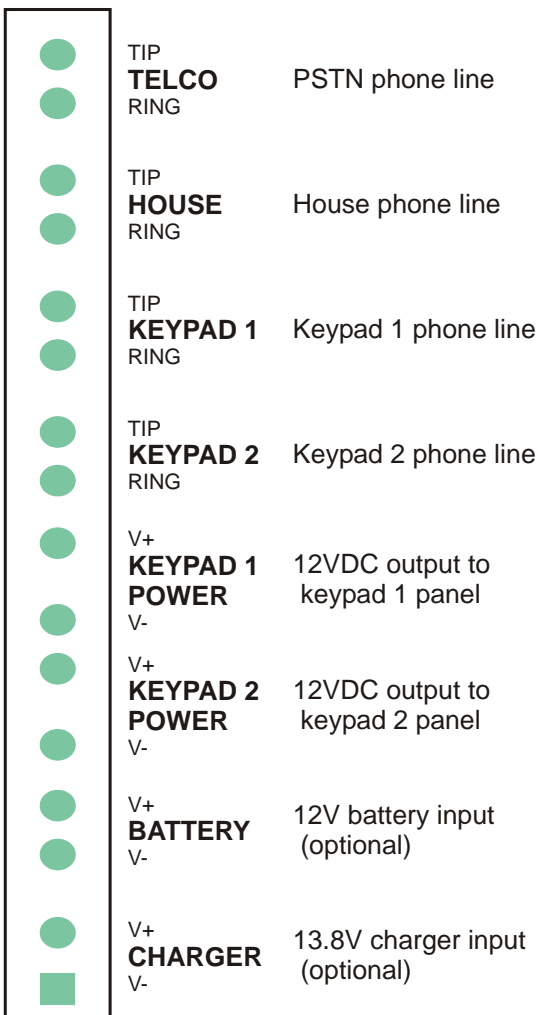 TIP
TELCO PSTN phone line
RING
TIP
HOUSE House phone line
RING
TIP
KEYPAD 1 Keypad 1 phone line
RING
TIP
KEYPAD 2 Keypad 2 phone line
RING
V+
KEYPAD 1 12VDC output to
POWER keypad 1 panel
V-
V+
KEYPAD 2 12VDC output to
POWER keypad 2 panel
V-
V+
BATTERY 12V battery input
(optional)
V-
V+
CHARGER 13.8V charger input
(optional)
V-